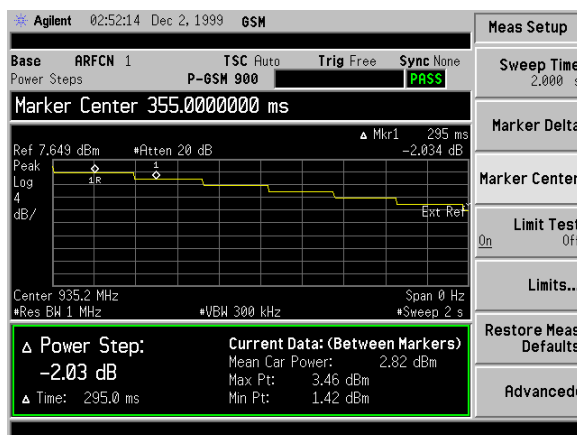 Agilent 02:52:14 Dec 2, 1999 GSM
Base ARFCN 1 TSC Auto Trig Free Sync None
Power Steps P-GSM 900 PASS
Marker Center 355.0000000 ms
Δ Mkr1 295 ms
Ref 7.649 dBm #Atten 20 dB -2.034 dB
Peak
Log
4
dB/
1R
1
Ext Ref
Center 935.2 MHz Span 0 Hz
#Res BW 1 MHz #VBW 300 kHz #Sweep 2 s
Δ Power Step:
-2.03 dB
Δ Time: 295.0 ms
Current Data: (Between Markers)
Mean Car Power: 2.82 dBm
Max Pt: 3.46 dBm
Min Pt: 1.42 dBm
Meas Setup
Sweep Time
2.000 s
Marker Delta
Marker Center
Limit Test
On Off
Limits...
Restore Meas
Defaults
Advanced